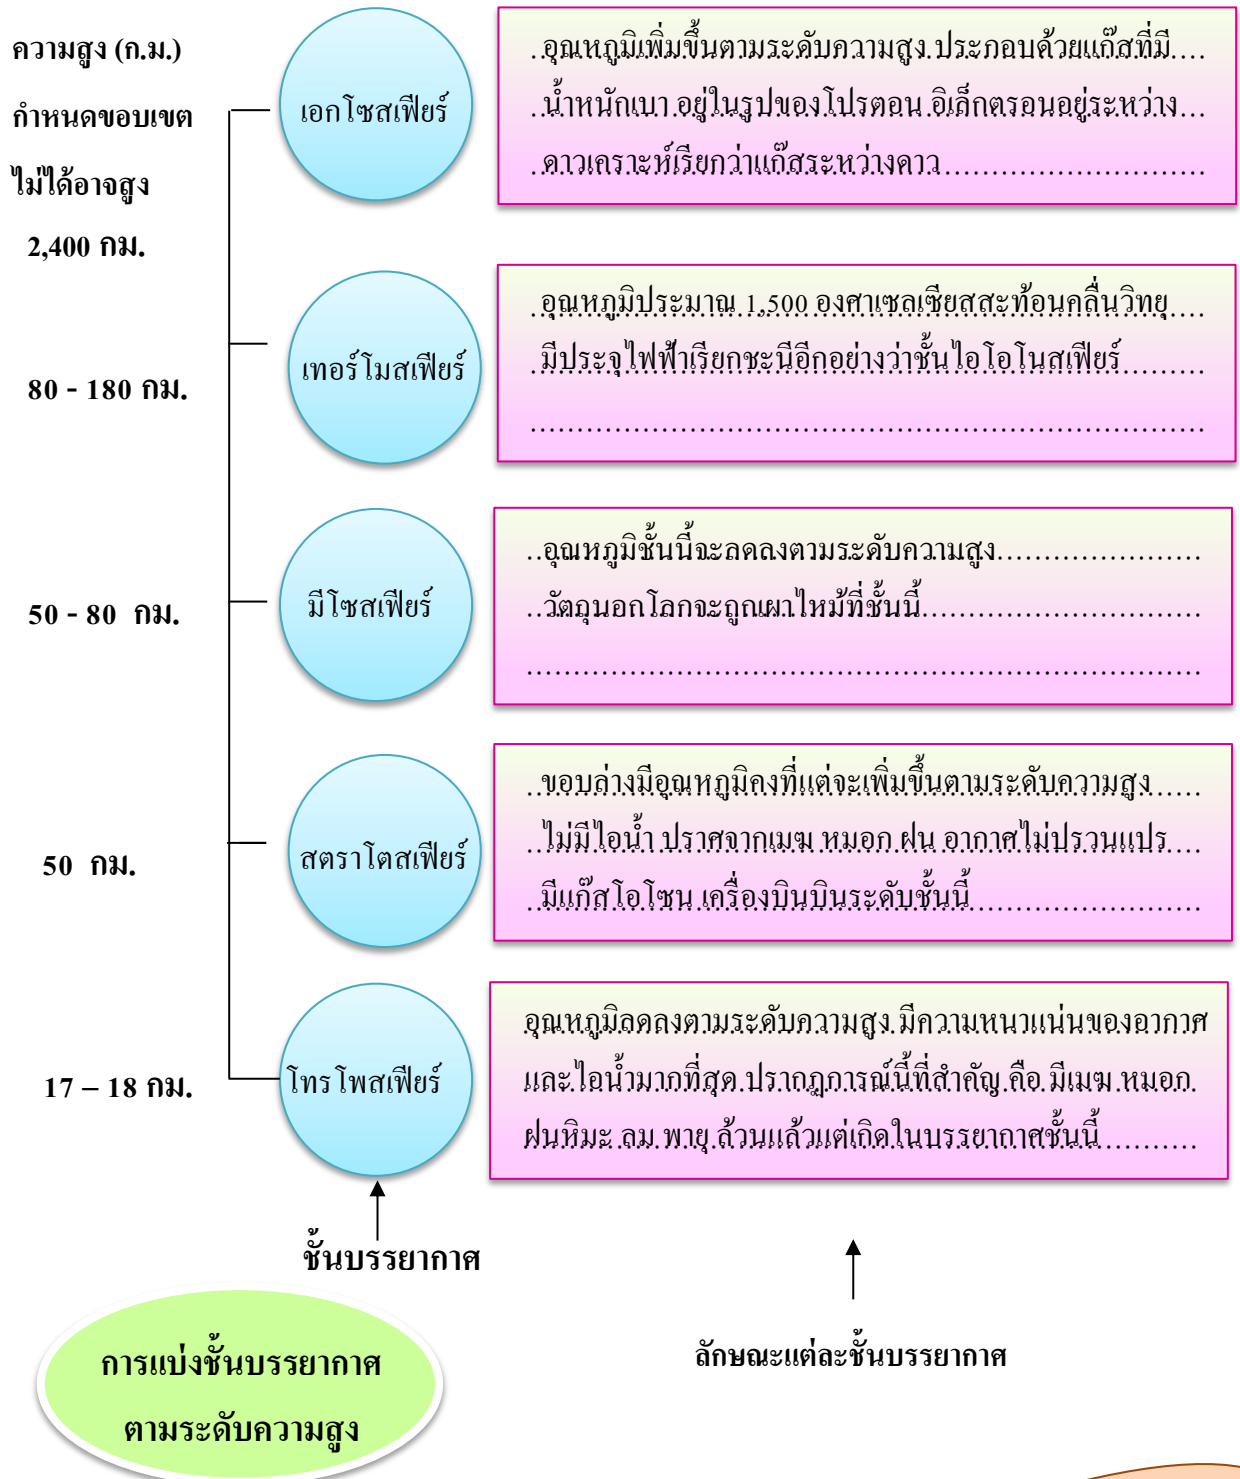 ความสูง (ก.ม.)
กำหนดขอบเขต
ไม่ได้อาจสูง
2,400 กม.
เอกโซสเฟียร์
อุณหภูมิเพิ่มขึ้นตามระดับความสูง ประกอบด้วยแก๊สที่มี
น้ำหนักเบา อยู่ในรูปของโปรตอน อิเล็กตรอนอยู่ระหว่าง
ดาวเคราะห์เรียกว่าแก๊สระหว่างดาว
80 - 180 กม.
เทอร์โมสเฟียร์
อุณหภูมิประมาณ 1,500 องศาเซลเซียสสะท้อนคลื่นวิทยุ
มีประจุไฟฟ้าเรียกชะนีอีกอย่างว่าชั้นไอโอโนสเฟียร์
50 - 80 กม.
มีโซสเฟียร์
อุณหภูมิชั้นนี้จะลดลงตามระดับความสูง
วัตถุนอกโลกจะถูกเผาไหม้ที่ชั้นนี้
50 กม.
สตราโตสเฟียร์
ขอบล่างมีอุณหภูมิคงที่แต่จะเพิ่มขึ้นตามระดับความสูง
ไม่มีไอน้ำ ปราศจากเมฆ หมอก ฝน อากาศไม่ปรวนแปร
มีแก๊สโอโซน เครื่องบินบินระดับชั้นนี้
17 – 18 กม.
โทรโพสเฟียร์
อุณหภูมิลดลงตามระดับความสูง มีความหนาแน่นของอากาศ
และไอน้ำมากที่สุด ปรากฏการณ์นี้ที่สำคัญ คือ มีเมฆ หมอก
ฝนหิมะ ลม พายุ ล้วนแล้วแต่เกิดในบรรยากาศชั้นนี้
ชั้นบรรยากาศ
ลักษณะแต่ละชั้นบรรยากาศ
การแบ่งชั้นบรรยากาศ
ตามระดับความสูง